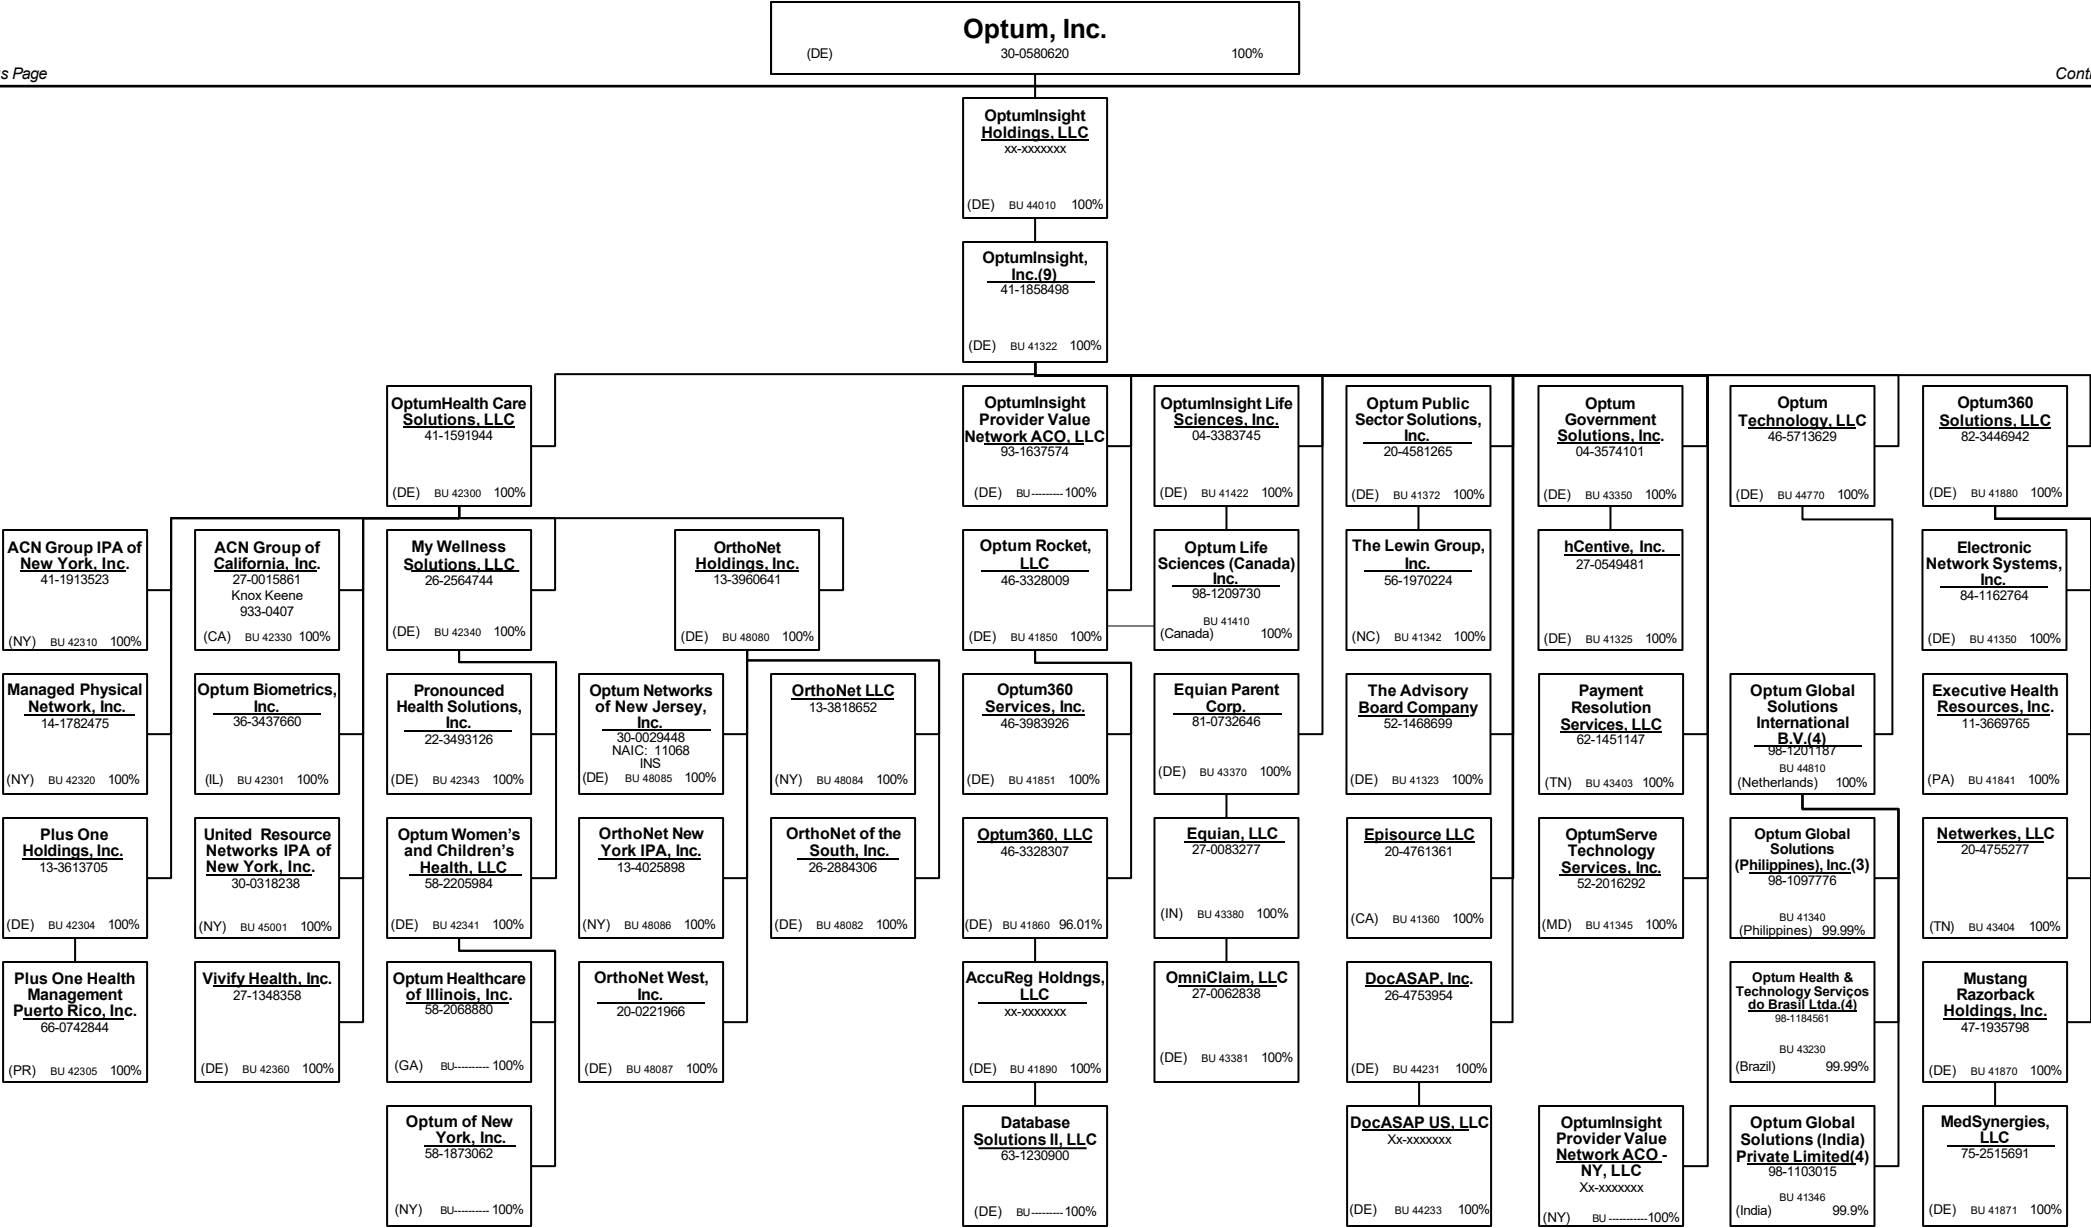 Optum, Inc.
(DE) 30-0580620 100%
s Page
Cont
OptumInsight
Holdings, LLC
xx-xxxxxxx
(DE) BU 44010 100%
OptumInsight,
Inc.(9)
41-1858498
(DE) BU 41322 100%
OptumHealth Care
Solutions, LLC
41-1591944
(DE) BU 42300 100%
OptumInsight
Provider Value
Network ACO, LLC
93-1637574
(DE) BU--------- 100%
OptumInsight Life
Sciences, Inc.
04-3383745
(DE) BU 41422 100%
Optum Public
Sector Solutions,
Inc.
20-4581265
(DE) BU 41372 100%
Optum
Government
Solutions, Inc.
04-3574101
(DE) BU 43350 100%
Optum
Technology, LLC
46-5713629
(DE) BU 44770 100%
Optum360
Solutions, LLC
82-3446942
(DE) BU 41880 100%
ACN Group IPA of
New York, Inc.
41-1913523
(NY) BU 42310 100%
ACN Group of
California, Inc.
27-0015861
Knox Keene
933-0407
(CA) BU 42330 100%
My Wellness
Solutions, LLC
26-2564744
(DE) BU 42340 100%
OrthoNet
Holdings, Inc.
13-3960641
(DE) BU 48080 100%
Optum Rocket,
LLC
46-3328009
(DE) BU 41850 100%
Optum Life
Sciences (Canada)
Inc.
98-1209730
BU 41410
(Canada) 100%
The Lewin Group,
Inc.
56-1970224
(NC) BU 41342 100%
hCentive, Inc.
27-0549481
(DE) BU 41325 100%
Electronic
Network Systems,
Inc.
84-1162764
(DE) BU 41350 100%
Managed Physical
Network, Inc.
14-1782475
(NY) BU 42320 100%
Optum Biometrics,
Inc.
36-3437660
(IL) BU 42301 100%
Pronounced
Health Solutions,
Inc.
22-3493126
(DE) BU 42343 100%
Optum Networks
of New Jersey,
Inc.
30-0029448
NAIC: 11068
INS
(DE) BU 48085 100%
OrthoNet LLC
13-3818652
(NY) BU 48084 100%
Optum360
Services, Inc.
46-3983926
(DE) BU 41851 100%
Equian Parent
Corp.
81-0732646
(DE) BU 43370 100%
The Advisory
Board Company
52-1468699
(DE) BU 41323 100%
Payment
Resolution
Services, LLC
62-1451147
(TN) BU 43403 100%
Optum Global
Solutions
International
B.V.(4)
98-1201187
BU 44810
(Netherlands) 100%
Executive Health
Resources, Inc.
11-3669765
(PA) BU 41841 100%
Plus One
Holdings, Inc.
13-3613705
(DE) BU 42304 100%
United Resource
Networks IPA of
New York, Inc.
30-0318238
(NY) BU 45001 100%
Optum Women’s
and Children’s
Health, LLC
58-2205984
(DE) BU 42341 100%
OrthoNet New
York IPA, Inc.
13-4025898
(NY) BU 48086 100%
OrthoNet of the
South, Inc.
26-2884306
(DE) BU 48082 100%
Optum360, LLC
46-3328307
(DE) BU 41860 96.01%
Equian, LLC
27-0083277
(IN) BU 43380 100%
Episource LLC
20-4761361
(CA) BU 41360 100%
OptumServe
Technology
Services, Inc.
52-2016292
(MD) BU 41345 100%
Optum Global
Solutions
(Philippines), Inc.(3)
98-1097776
BU 41340
(Philippines) 99.99%
Netwerkes, LLC
20-4755277
(TN) BU 43404 100%
Plus One Health
Management
Puerto Rico, Inc.
66-0742844
(PR) BU 42305 100%
Vivify Health, Inc.
27-1348358
(DE) BU 42360 100%
Optum Healthcare
of Illinois, Inc.
58-2068880
(GA) BU---------- 100%
OrthoNet West,
Inc.
20-0221966
(DE) BU 48087 100%
AccuReg Holdngs,
LLC
xx-xxxxxxx
(DE) BU 41890 100%
OmniClaim, LLC
27-0062838
(DE) BU 43381 100%
DocASAP, Inc.
26-4753954
(DE) BU 44231 100%
Optum Health &
Technology Serviços
do Brasil Ltda.(4)
98-1184561
BU 43230
(Brazil) 99.99%
Mustang
Razorback
Holdings, Inc.
47-1935798
(DE) BU 41870 100%
Optum of New
York, Inc.
58-1873062
(NY) BU---------- 100%
Database
Solutions II, LLC
63-1230900
(DE) BU--------- 100%
DocASAP US, LLC
Xx-xxxxxxx
(DE) BU 44233 100%
OptumInsight
Provider Value
Network ACO -
NY, LLC
Xx-xxxxxxx
(NY) BU -----------100%
Optum Global
Solutions (India)
Private Limited(4)
98-1103015
BU 41346
(India) 99.9%
MedSynergies,
LLC
75-2515691
(DE) BU 41871 100%